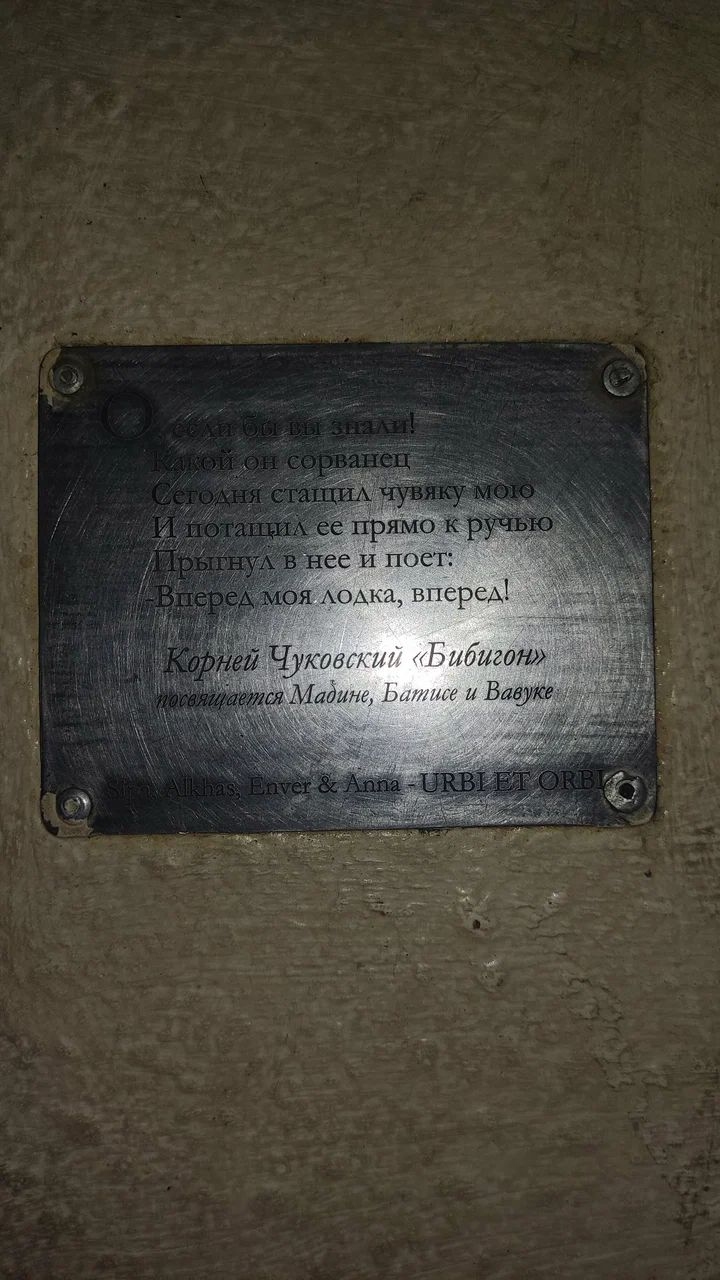 О если бы вы знали!
Какой он сорванец
Сегодня стащил чувяку мою
И потащил ее прямо к ручью
Прыгнул в нее и поет:
-Вперед моя лодка, вперед!
Корней Чуковский «Бибигон»
посвящается Мадине, Батисе и Вавуке
Alkhas, Enver & Anna - URBI ET ORBI